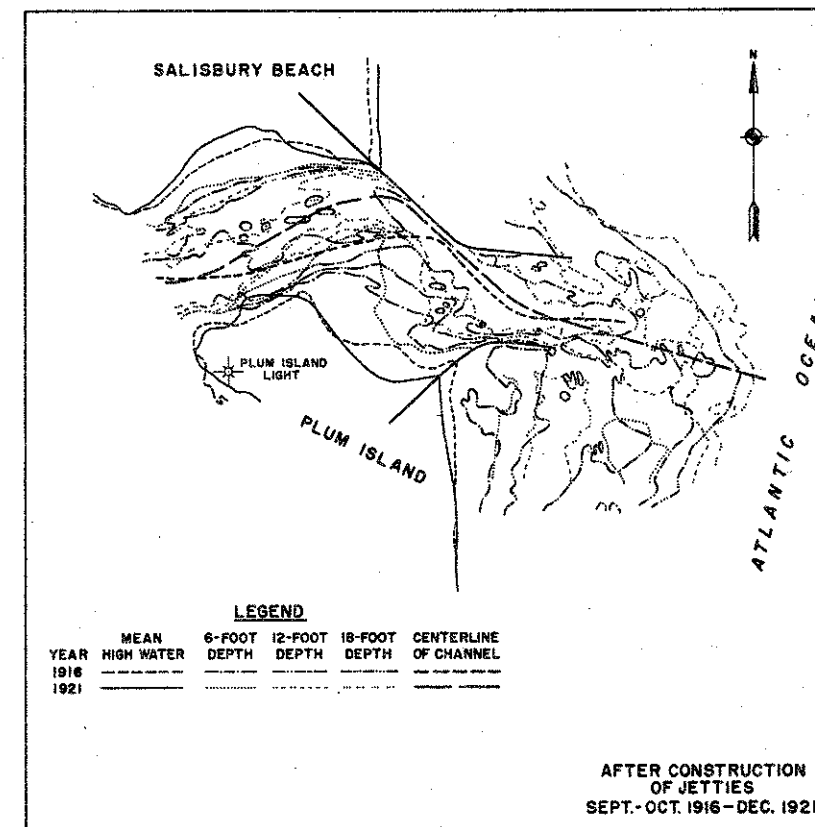 SALISBURY BEACH
N
PLUM ISLAND
LIGHT
PLUM ISLAND
ATLANTIC OCEA
LEGEND
YEAR MEAN HIGH WATER 6-FOOT DEPTH 12-FOOT DEPTH 18-FOOT DEPTH CENTERLINE OF CHANNEL
1916
1921
AFTER CONSTRUCTION
OF JETTIES
SEPT.-OCT. 1916-DEC. 1921